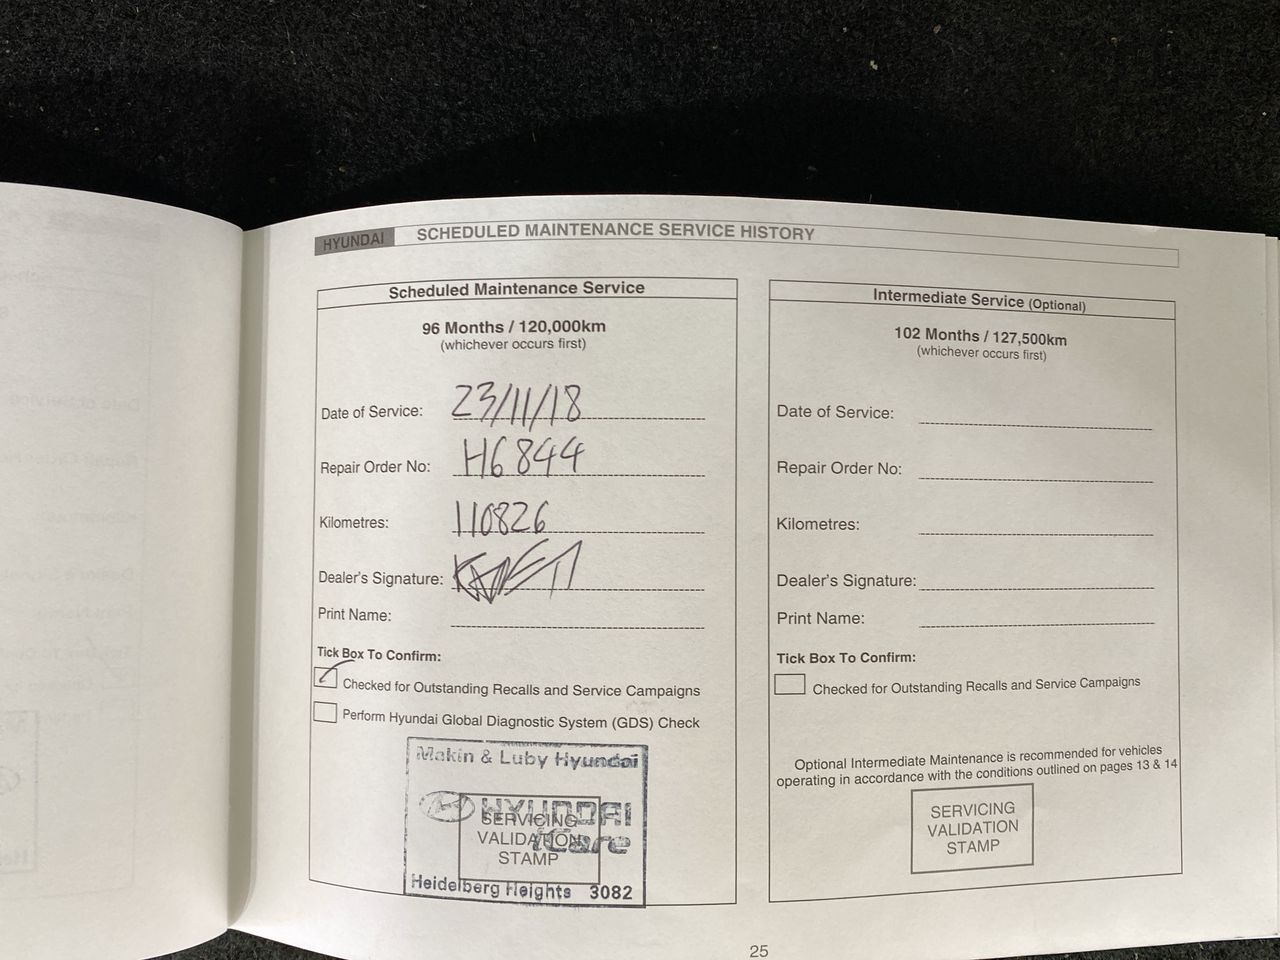 HYUNDAI SCHEDULED MAINTENANCE SERVICE HISTORY
Scheduled Maintenance Service
96 Months / 120,000km
(whichever occurs first)
Date of Service: 23/11/18
Repair Order No: H6844
Kilometres: 110826
Dealer's Signature:
Print Name:
Tick Box To Confirm:
Checked for Outstanding Recalls and Service Campaigns
Perform Hyundai Global Diagnostic System (GDS) Check
Makin & Luby Hyundai
HYUNDAI
iCare
SERVICING
VALIDATION
STAMP
Heidelberg Heights 3082
Intermediate Service (Optional)
102 Months / 127,500km
(whichever occurs first)
Date of Service:
Repair Order No:
Kilometres:
Dealer's Signature:
Print Name:
Tick Box To Confirm:
Checked for Outstanding Recalls and Service Campaigns
Optional Intermediate Maintenance is recommended for vehicles
operating in accordance with the conditions outlined on pages 13 & 14
SERVICING
VALIDATION
STAMP
25